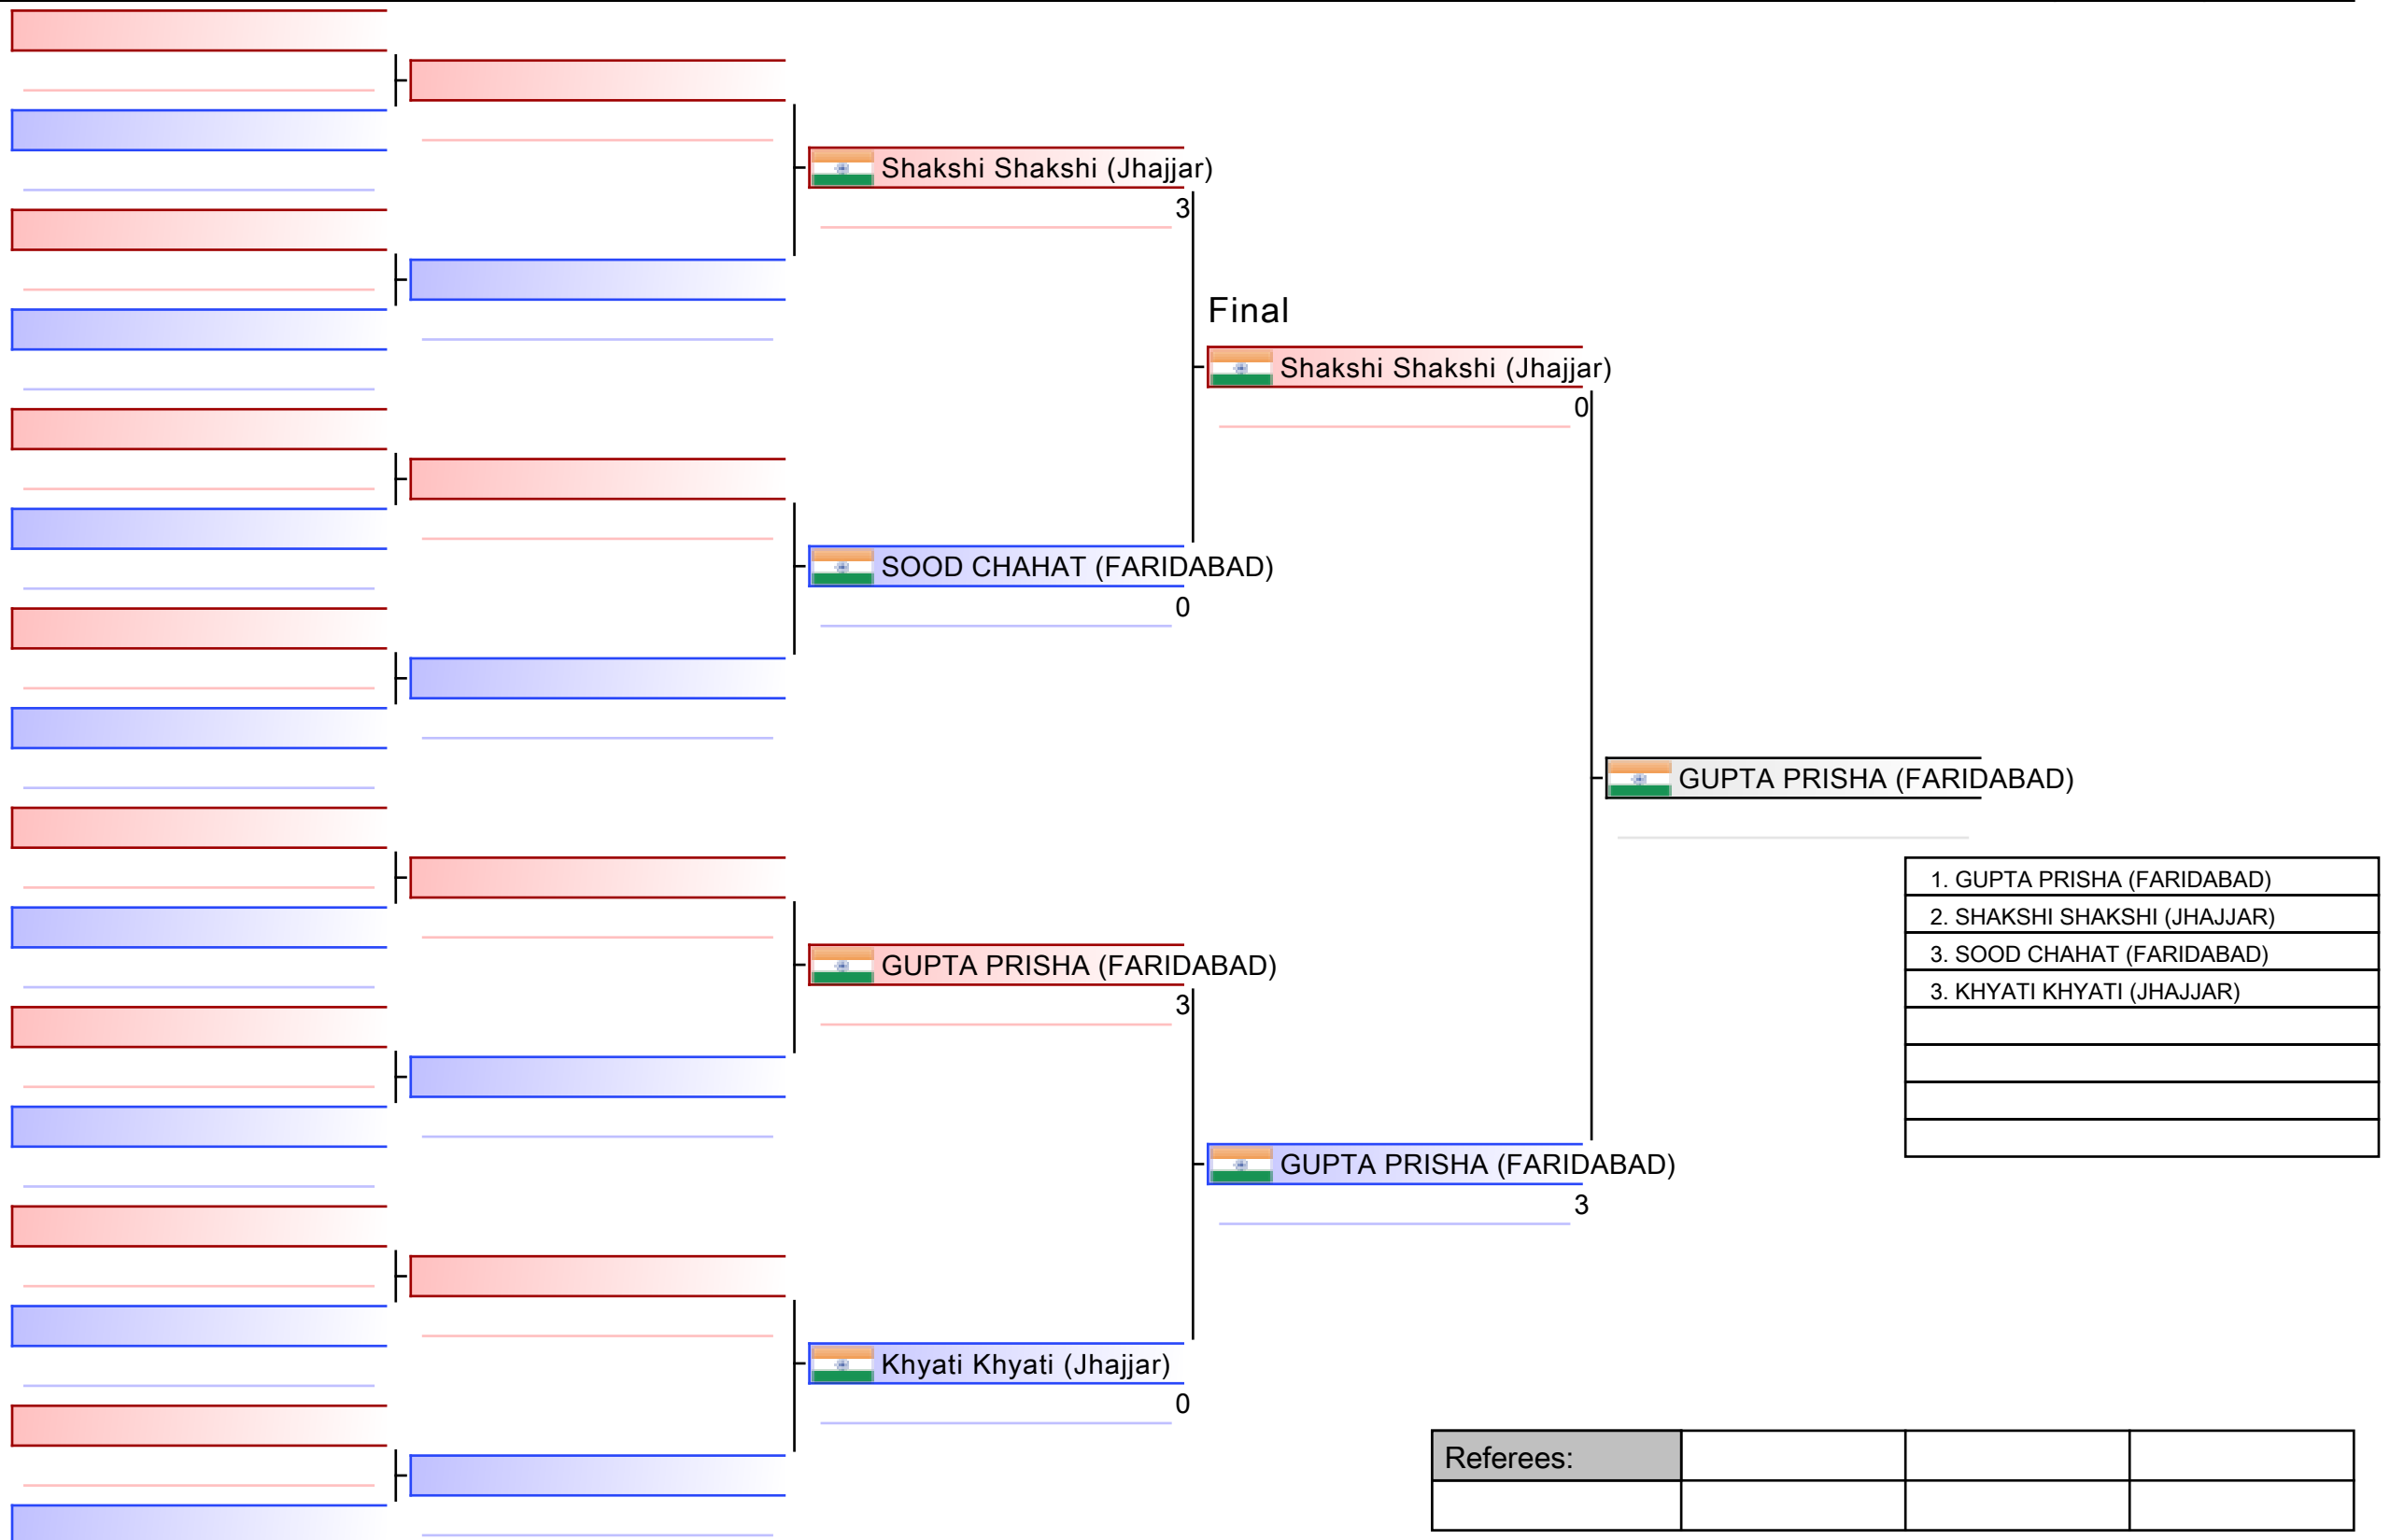 Shakshi Shakshi (Jhajjar)
3
Final
Shakshi Shakshi (Jhajjar)
0
SOOD CHAHAT (FARIDABAD)
0
GUPTA PRISHA (FARIDABAD)
1. GUPTA PRISHA (FARIDABAD)
2. SHAKSHI SHAKSHI (JHAJJAR)
3. SOOD CHAHAT (FARIDABAD)
3. KHYATI KHYATI (JHAJJAR)
GUPTA PRISHA (FARIDABAD)
3
GUPTA PRISHA (FARIDABAD)
3
Khyati Khyati (Jhajjar)
0
Referees: